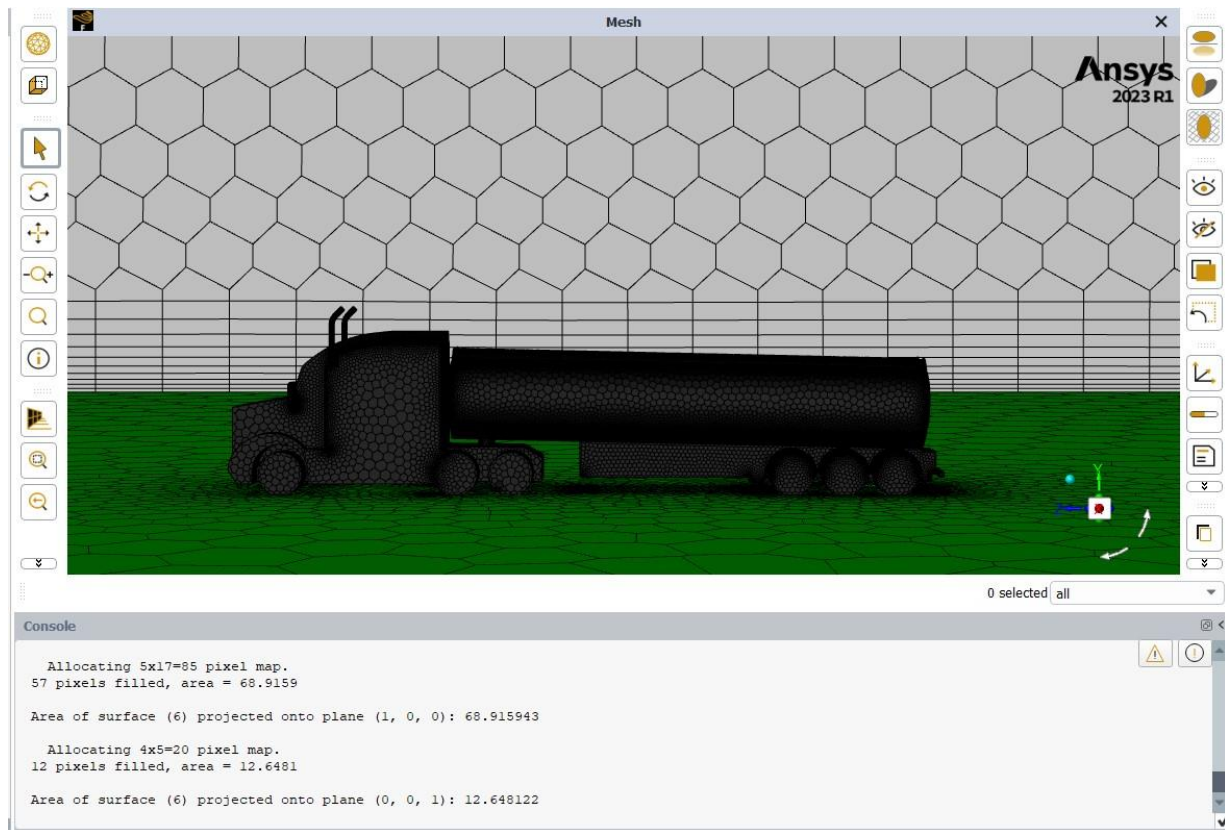 Mesh
Ansys
2023 R1
Y
0 selected all
Console
Allocating 5x17=85 pixel map.
57 pixels filled, area = 68.9159
Area of surface (6) projected onto plane (1, 0, 0): 68.915943
Allocating 4x5=20 pixel map.
12 pixels filled, area = 12.6481
Area of surface (6) projected onto plane (0, 0, 1): 12.648122